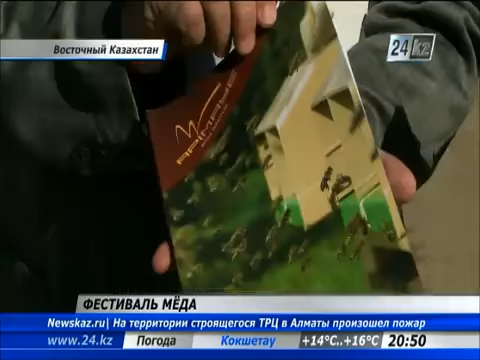 Восточный Казахстан
24 KZ
ФЕСТИВАЛЬ МЁДА
Newskaz.ru| На территории строящегося ТРЦ в Алматы произошел пожар
www.24.kz Погода Кокшетау +14°C..+16°C 20:50